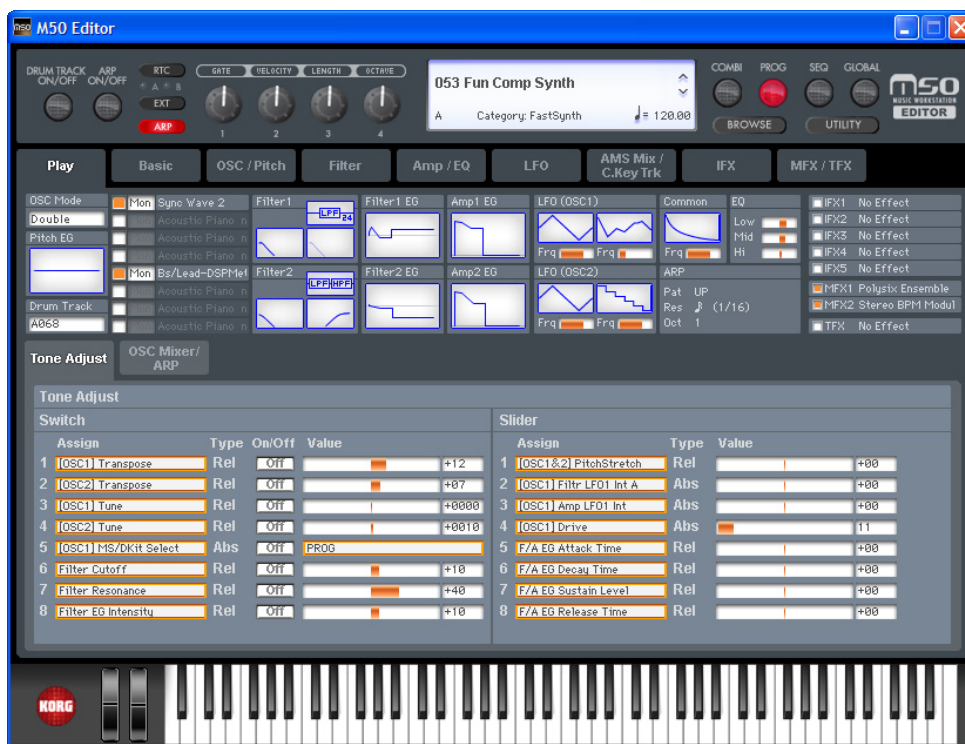 M50 Editor
DRUM TRACK ON/OFF ARP ON/OFF
RTC
A B
EXT
ARP
GATE VELOCITY LENGTH OCTAVE
1 2 3 4
053 Fun Comp Synth
A Category: FastSynth ♩= 120.00
COMBI PROG SEQ GLOBAL
BROWSE UTILITY
M50
MUSIC WORKSTATION
EDITOR
Play Basic OSC / Pitch Filter Amp / EQ LFO AMS Mix / C.Key Trk IFX MFX / TFX
OSC Mode
Double
Pitch EG
Drum Track
A068
Mon Sync Wave 2
Acoustic Piano n
Acoustic Piano n
Acoustic Piano n
Mon Bs/Lead-DSPMet
Acoustic Piano n
Acoustic Piano n
Acoustic Piano n
Filter1
LPF 24
Filter2
LPF HPF
Filter1 EG
Filter2 EG
Amp1 EG
Amp2 EG
LFO (OSC1)
Frq Frq
LFO (OSC2)
Frq Frq
Common
Frq
EQ
Low
Mid
Hi
ARP
Pat UP
Res ♪ (1/16)
Oct 1
IFX1 No Effect
IFX2 No Effect
IFX3 No Effect
IFX4 No Effect
IFX5 No Effect
MFX1 Polysix Ensemble
MFX2 Stereo BPM Modul
TFX No Effect
Tone Adjust OSC Mixer/ ARP
Tone Adjust
Switch
Assign Type On/Off Value
1 [OSC1] Transpose Rel Off +12
2 [OSC2] Transpose Rel Off +07
3 [OSC1] Tune Rel Off +0000
4 [OSC2] Tune Rel Off +0010
5 [OSC1] MS/DKit Select Abs Off PROG
6 Filter Cutoff Rel Off +10
7 Filter Resonance Rel Off +40
8 Filter EG Intensity Rel Off +10
Slider
Assign Type Value
1 [OSC1&2] PitchStretch Rel +00
2 [OSC1] Filtr LFO1 Int A Abs +00
3 [OSC1] Amp LFO1 Int Abs +00
4 [OSC1] Drive Abs 11
5 F/A EG Attack Time Rel +00
6 F/A EG Decay Time Rel +00
7 F/A EG Sustain Level Rel +00
8 F/A EG Release Time Rel +00
KORG